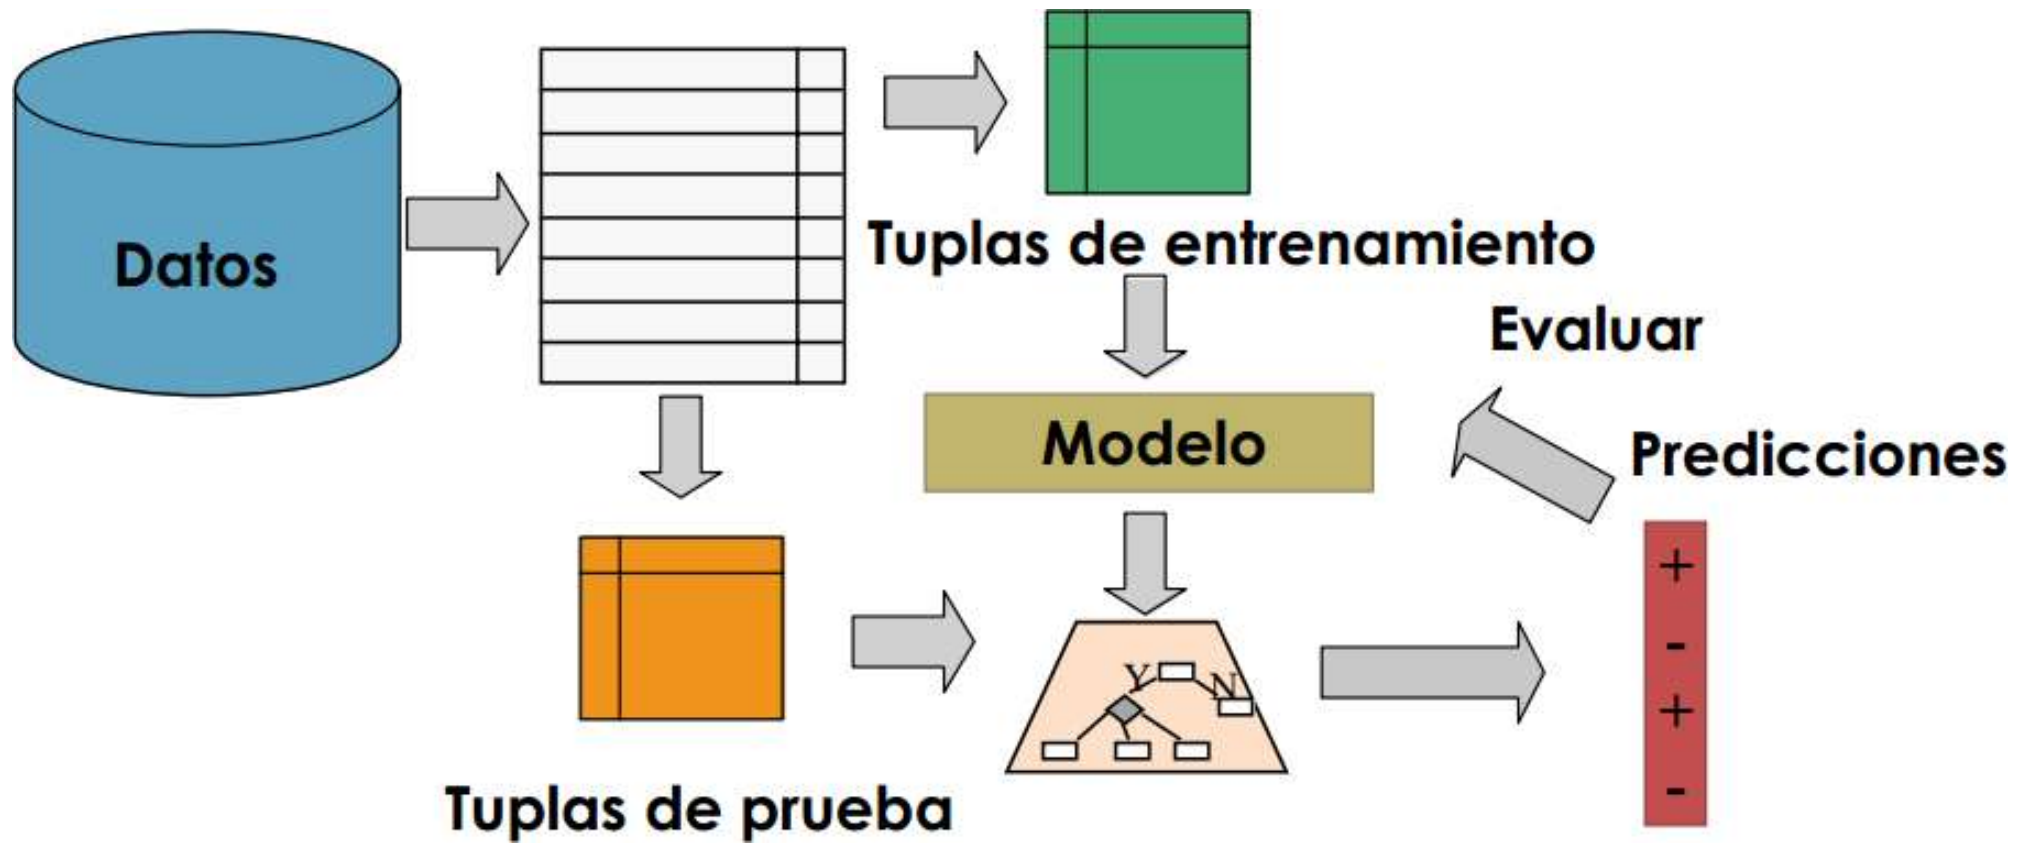 Datos
Tuplas de entrenamiento
Evaluar
Modelo
Predicciones
Y
N
+
-
+
-
Tuplas de prueba